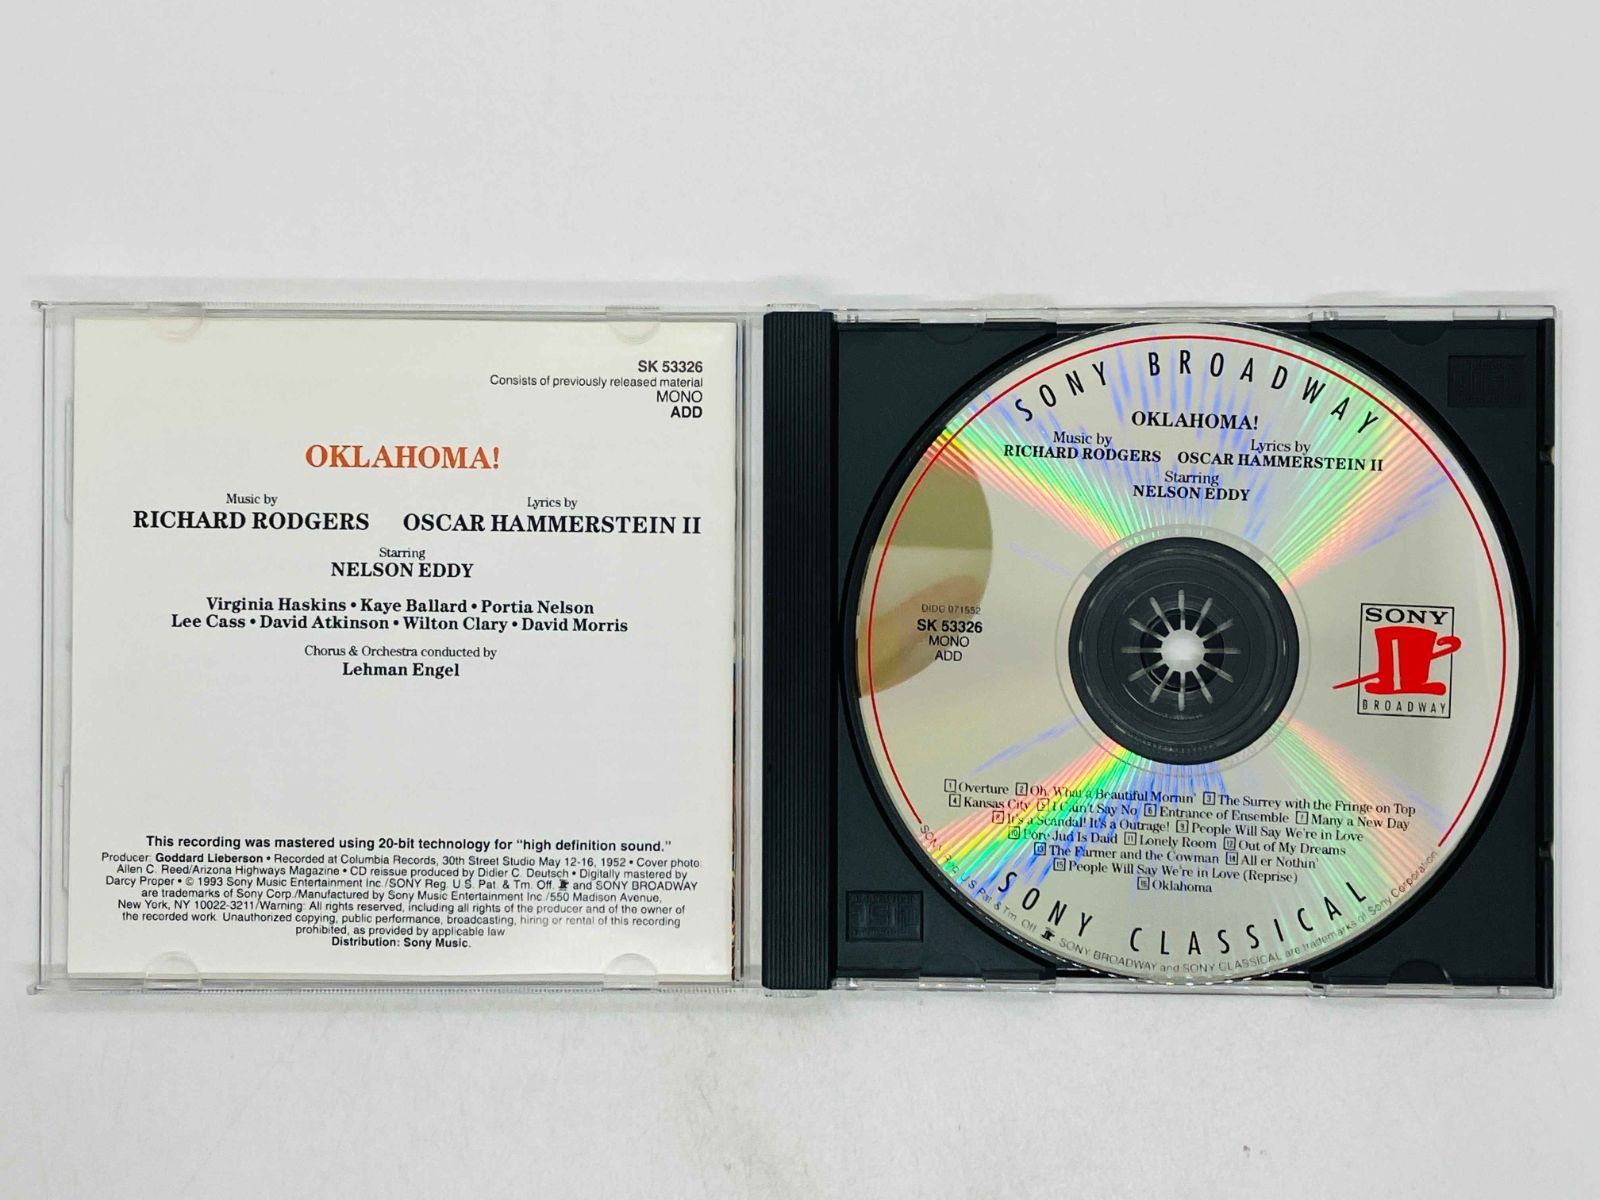 SK 53326
Consists of previously released material
MONO
ADD
OKLAHOMA!
Music by
RICHARD RODGERS
Lyrics by
OSCAR HAMMERSTEIN II
Starring
NELSON EDDY
Virginia Haskins • Kaye Ballard • Portia Nelson
Lee Cass • David Atkinson • Wilton Clary • David Morris
Chorus & Orchestra conducted by
Lehman Engel
This recording was mastered using 20-bit technology for "high definition sound."
Producer: Goddard Lieberson • Recorded at Columbia Records, 30th Street Studio May 12-16, 1952 • Cover photo:
Allen C. Reed/Arizona Highways Magazine • CD reissue produced by Didier C. Deutsch • Digitally mastered by
Darcy Proper • © 1993 Sony Music Entertainment Inc./SONY Reg. U.S. Pat. & Tm. Off. and SONY BROADWAY
are trademarks of Sony Corp./Manufactured by Sony Music Entertainment Inc./550 Madison Avenue,
New York, NY 10022-3211/Warning: All rights reserved, including all rights of the producer and of the owner of
the recorded work. Unauthorized copying, public performance, broadcasting, hiring or rental of this recording
prohibited, as provided by applicable law
Distribution: Sony Music.
SONY BROADWAY
OKLAHOMA!
Music by
RICHARD RODGERS
Lyrics by
OSCAR HAMMERSTEIN II
Starring
NELSON EDDY
DIDC 071552
SK 53326
MONO
ADD
SONY
BROADWAY
1 Overture 2 Oh, What a Beautiful Mornin' 3 The Surrey with the Fringe on Top
4 Kansas City 5 I Can't Say No 6 Entrance of Ensemble 7 Many a New Day
8 It's a Scandal! It's a Outrage! 9 People Will Say We're in Love
10 Pore Jud Is Daid 11 Lonely Room 12 Out of My Dreams
13 The Farmer and the Cowman 14 All er Nothin'
15 People Will Say We're in Love (Reprise)
16 Oklahoma
SONY CLASSICAL
Pat. & Tm. Off. SONY BROADWAY and SONY CLASSICAL are trademarks of Sony Corporation